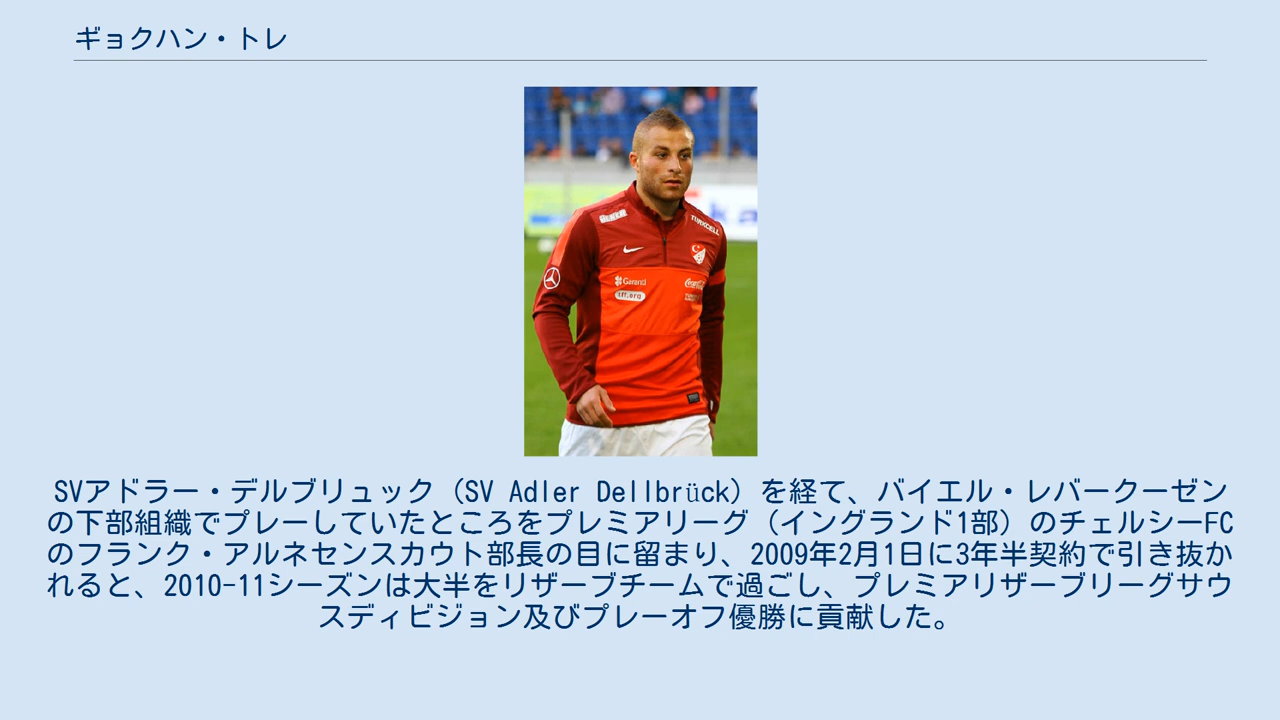 ギョクハン・トレ
ÜLKER
TURKCELL
Garanti
tff.org
Coca-Cola
SVアドラー・デルブリュック（SV Adler Dellbrück）を経て、バイエル・レバークーゼン
の下部組織でプレーしていたところをプレミアリーグ（イングランド1部）のチェルシーFC
のフランク・アルネセンスカウト部長の目に留まり、2009年2月1日に3年半契約で引き抜か
れると、2010-11シーズンは大半をリザーブチームで過ごし、プレミアリザーブリーグサウ
スディビジョン及びプレーオフ優勝に貢献した。